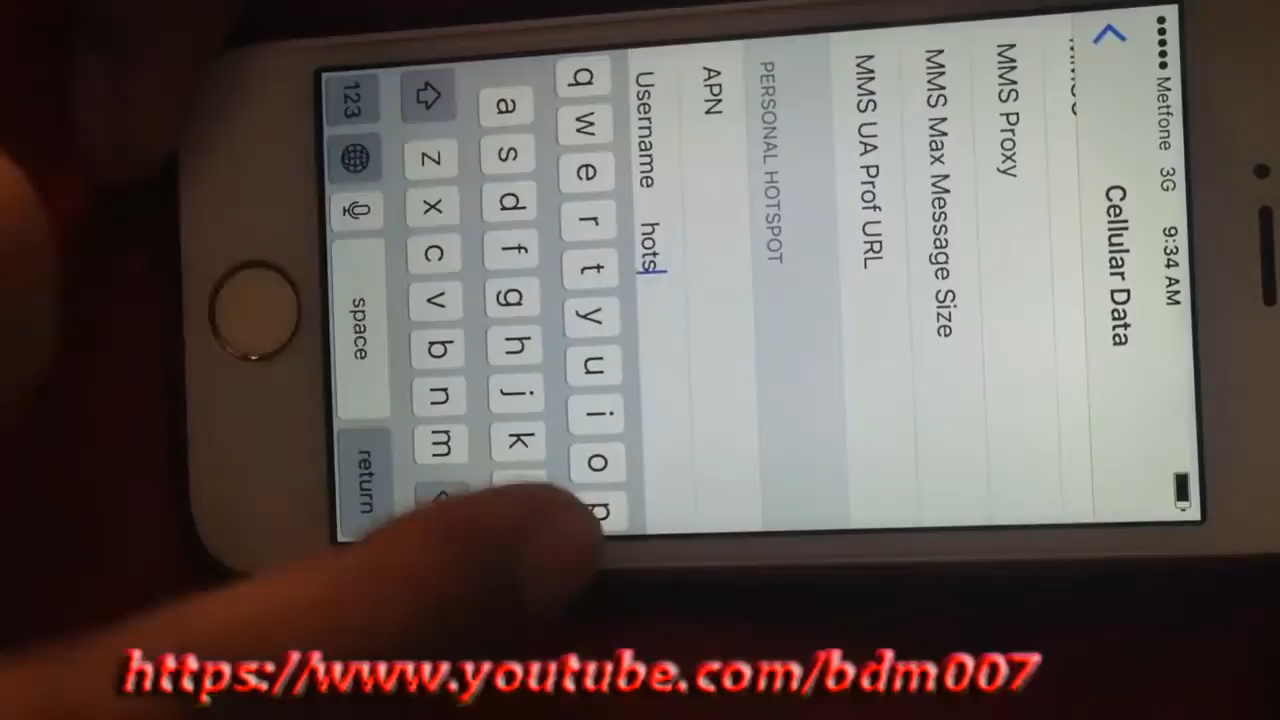 Metfone 3G 9:34 AM
Cellular Data
MMS Proxy
MMS Max Message Size
MMS UA Prof URL
PERSONAL HOTSPOT
APN
Username hots
q w e r t y u i o p
a s d f g h j k
z x c v b n m
123 space return
https://www.youtube.com/bdm007